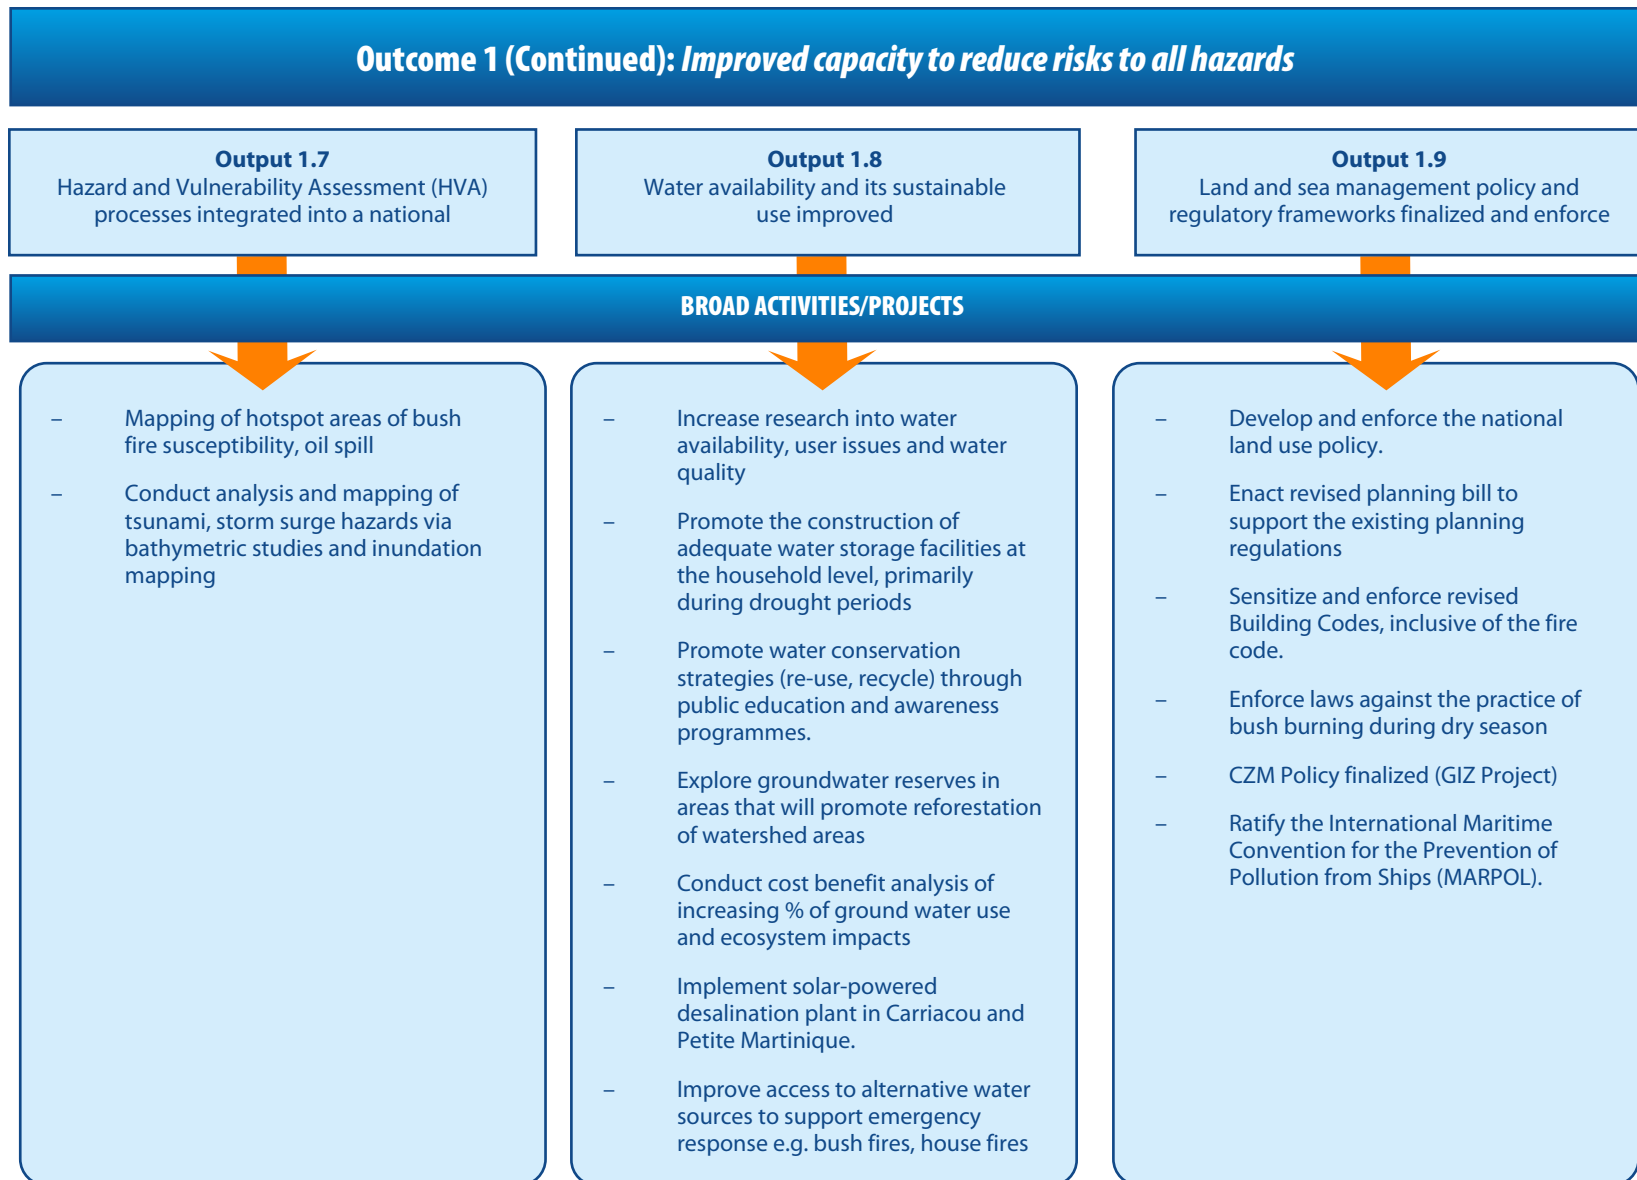 Outcome 1 (Continued): Improved capacity to reduce risks to all hazards
Output 1.7
Hazard and Vulnerability Assessment (HVA)
processes integrated into a national
Output 1.8
Water availability and its sustainable
use improved
Output 1.9
Land and sea management policy and
regulatory frameworks finalized and enforce
BROAD ACTIVITIES/PROJECTS
– Mapping of hotspot areas of bush
fire susceptibility, oil spill
– Conduct analysis and mapping of
tsunami, storm surge hazards via
bathymetric studies and inundation
mapping
– Increase research into water
availability, user issues and water
quality
– Promote the construction of
adequate water storage facilities at
the household level, primarily
during drought periods
– Promote water conservation
strategies (re-use, recycle) through
public education and awareness
programmes.
– Explore groundwater reserves in
areas that will promote reforestation
of watershed areas
– Conduct cost benefit analysis of
increasing % of ground water use
and ecosystem impacts
– Implement solar-powered
desalination plant in Carriacou and
Petite Martinique.
– Improve access to alternative water
sources to support emergency
response e.g. bush fires, house fires
– Develop and enforce the national
land use policy.
– Enact revised planning bill to
support the existing planning
regulations
– Sensitize and enforce revised
Building Codes, inclusive of the fire
code.
– Enforce laws against the practice of
bush burning during dry season
– CZM Policy finalized (GIZ Project)
– Ratify the International Maritime
Convention for the Prevention of
Pollution from Ships (MARPOL).